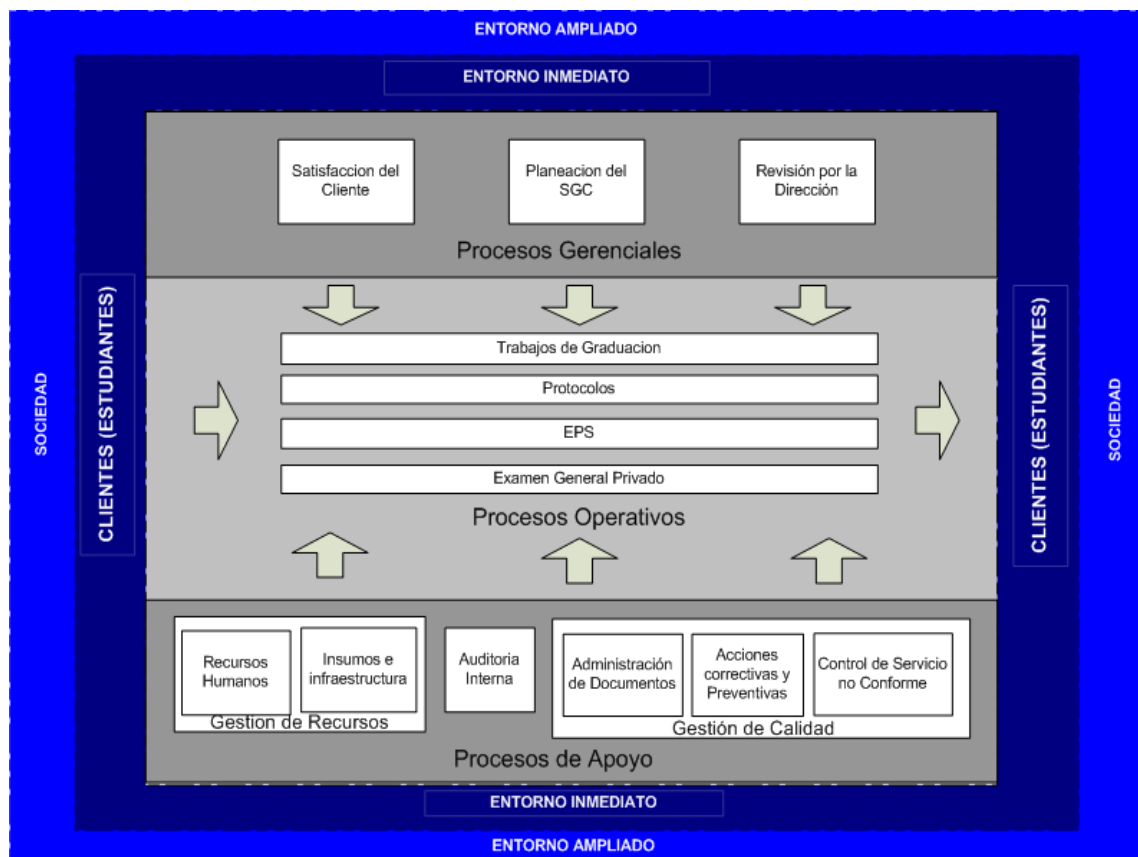 ENTORNO AMPLIADO
ENTORNO INMEDIATO
Satisfaccion del
Cliente
Planeacion del
SGC
Revisión por la
Dirección
Procesos Gerenciales
SOCIEDAD
CLIENTES (ESTUDIANTES)
Trabajos de Graduacion
Protocolos
EPS
Examen General Privado
Procesos Operativos
CLIENTES (ESTUDIANTES)
SOCIEDAD
Recursos
Humanos
Insumos e
infraestructura
Gestion de Recursos
Auditoria
Interna
Administración
de Documentos
Acciones
correctivas y
Preventivas
Control de Servicio
no Conforme
Gestión de Calidad
Procesos de Apoyo
ENTORNO INMEDIATO
ENTORNO AMPLIADO